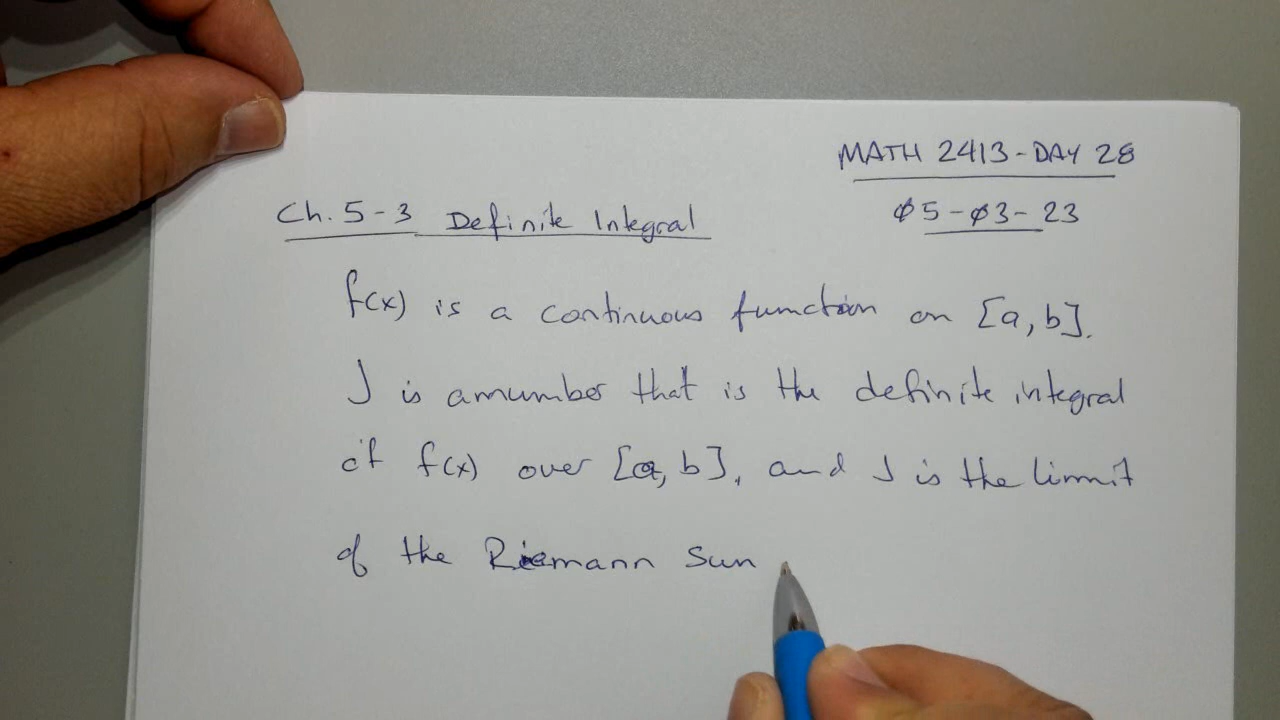 MATH 2413 - DAY 28
05-03-23
Ch. 5-3 Definite Integral
f(x) is a continuous function on [a, b].
J is a number that is the definite integral
of f(x) over [a, b], and J is the limit
of the Riemann Sun